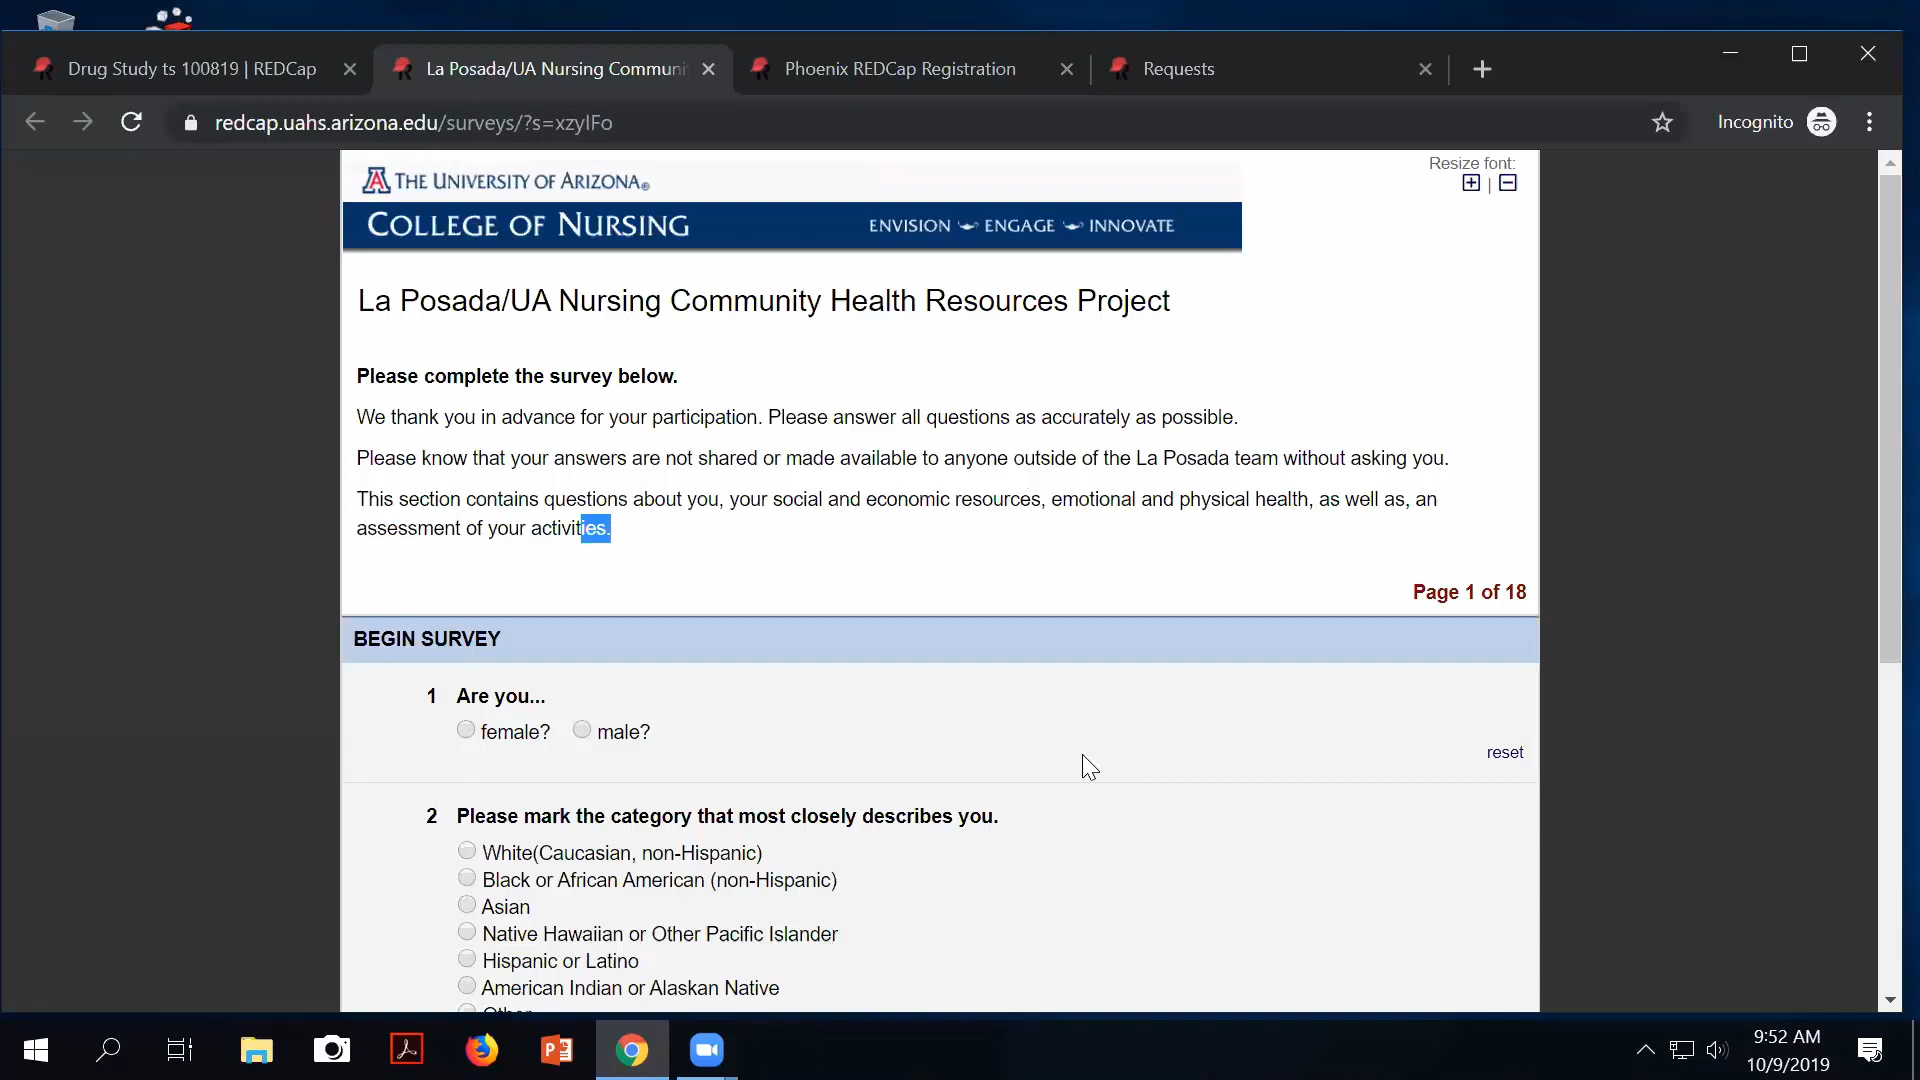 Drug Study ts 100819 | REDCap
La Posada/UA Nursing Communi
Phoenix REDCap Registration
Requests
redcap.uahs.arizona.edu/surveys/?s=xzyIFo
Incognito
THE UNIVERSITY OF ARIZONA®
Resize font:
|
COLLEGE OF NURSING
ENVISION ENGAGE INNOVATE
La Posada/UA Nursing Community Health Resources Project
Please complete the survey below.
We thank you in advance for your participation. Please answer all questions as accurately as possible.
Please know that your answers are not shared or made available to anyone outside of the La Posada team without asking you.
This section contains questions about you, your social and economic resources, emotional and physical health, as well as, an
assessment of your activities.
Page 1 of 18
BEGIN SURVEY
1 Are you...
female? male?
reset
2 Please mark the category that most closely describes you.
White(Caucasian, non-Hispanic)
Black or African American (non-Hispanic)
Asian
Native Hawaiian or Other Pacific Islander
Hispanic or Latino
American Indian or Alaskan Native
Other
9:52 AM
10/9/2019